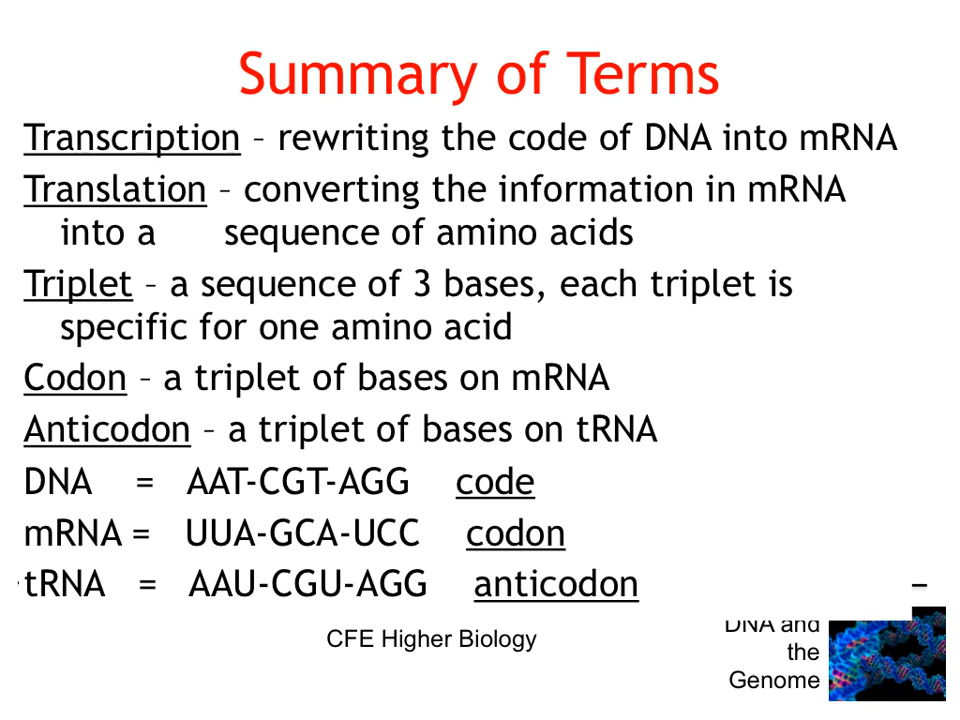 Summary of Terms
Transcription – rewriting the code of DNA into mRNA
Translation – converting the information in mRNA
into a sequence of amino acids
Triplet – a sequence of 3 bases, each triplet is
specific for one amino acid
Codon – a triplet of bases on mRNA
Anticodon – a triplet of bases on tRNA
DNA = AAT-CGT-AGG code
mRNA = UUA-GCA-UCC codon
tRNA = AAU-CGU-AGG anticodon
CFE Higher Biology
DNA and
the
Genome